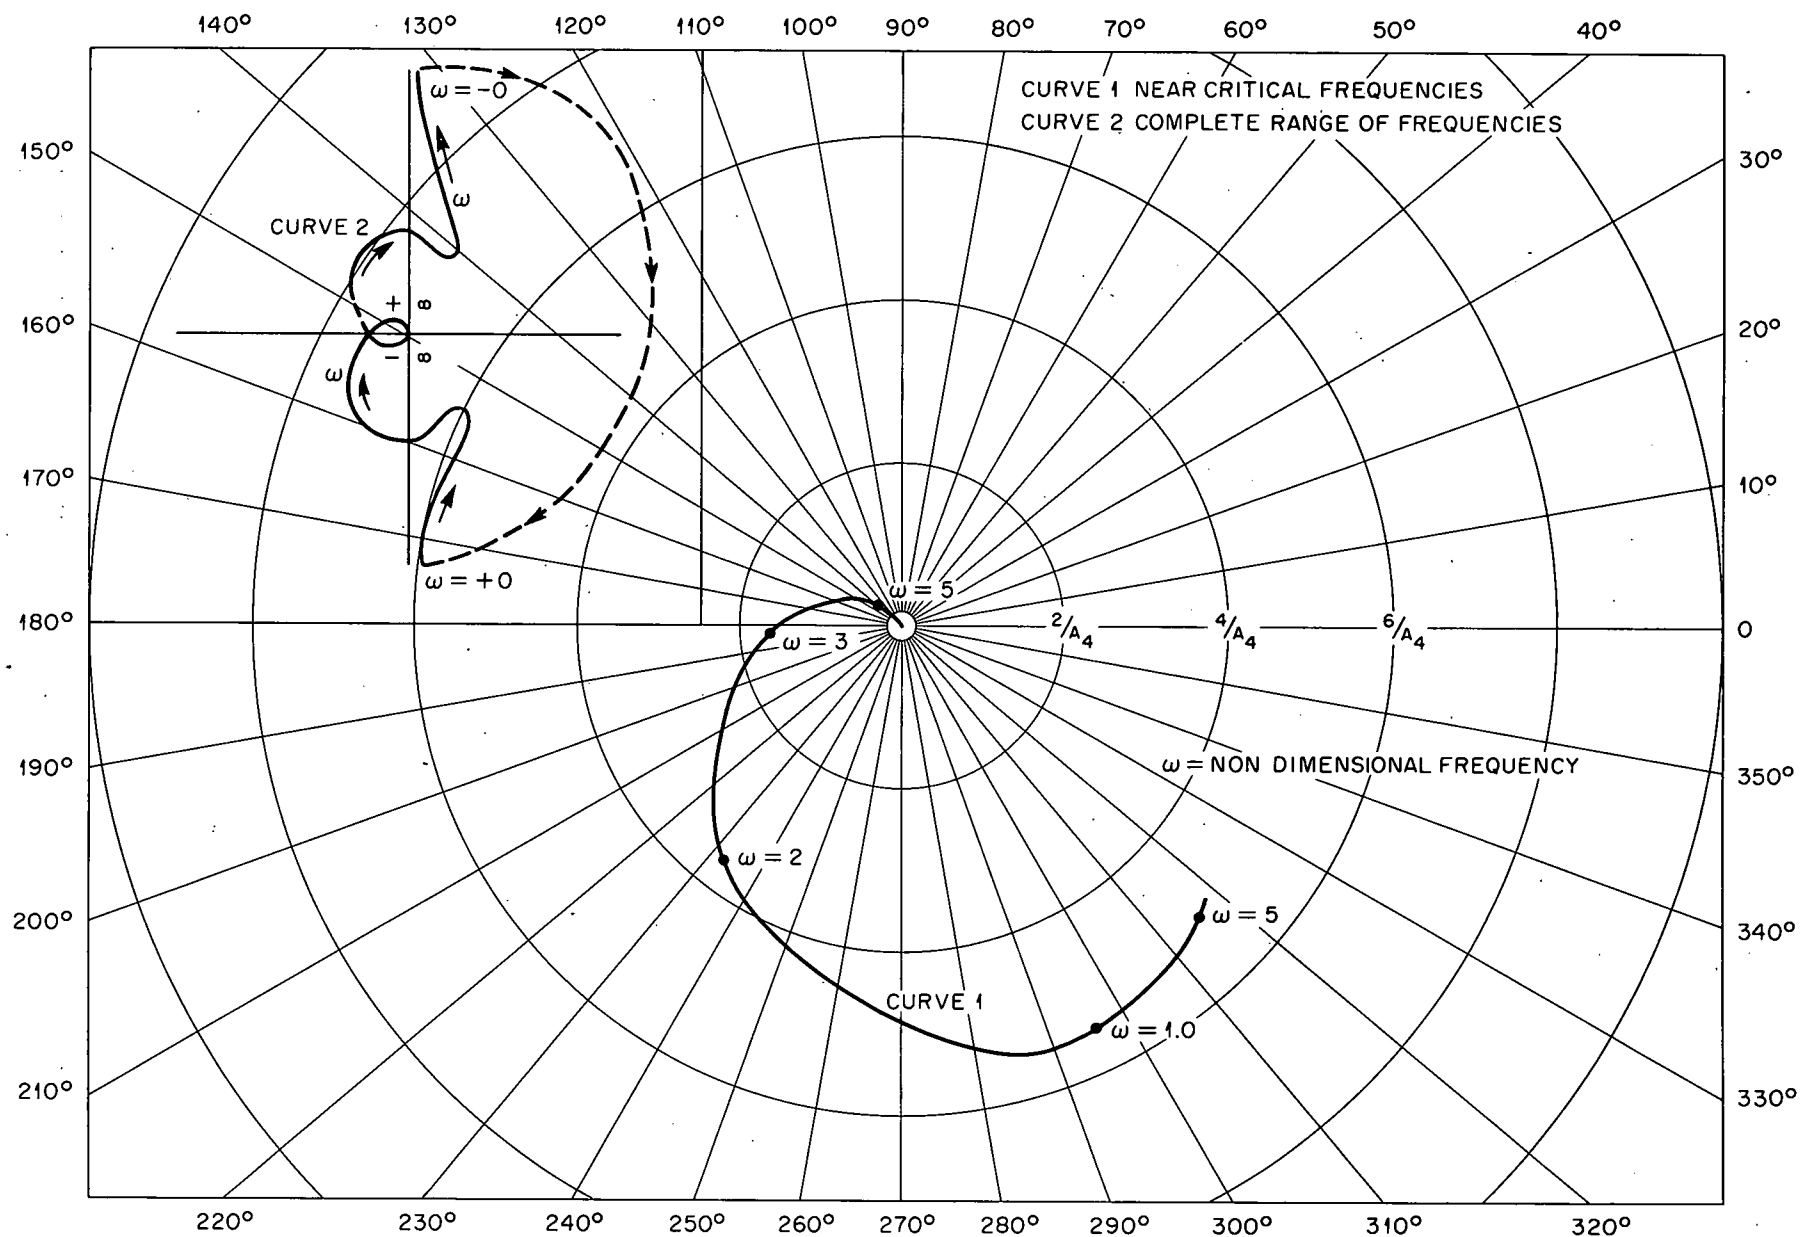 140° 130° 120° 110° 100° 90° 80° 70° 60° 50° 40°
ω = -0
CURVE 1 NEAR CRITICAL FREQUENCIES
CURVE 2 COMPLETE RANGE OF FREQUENCIES
150°
30°
ω
CURVE 2
+ ∞
160°
20°
- ∞
ω
170°
10°
ω = +0
ω = 5
180°
2/A4 4/A4 6/A4
0
ω = 3
190°
ω = NON DIMENSIONAL FREQUENCY
350°
ω = 2
200°
ω = 5
340°
CURVE 1
ω = 1.0
210°
330°
220° 230° 240° 250° 260° 270° 280° 290° 300° 310° 320°